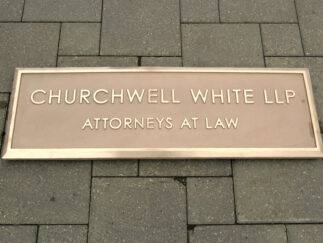 CHURCHWELL WHITE LLP
ATTORNEYS AT LAW